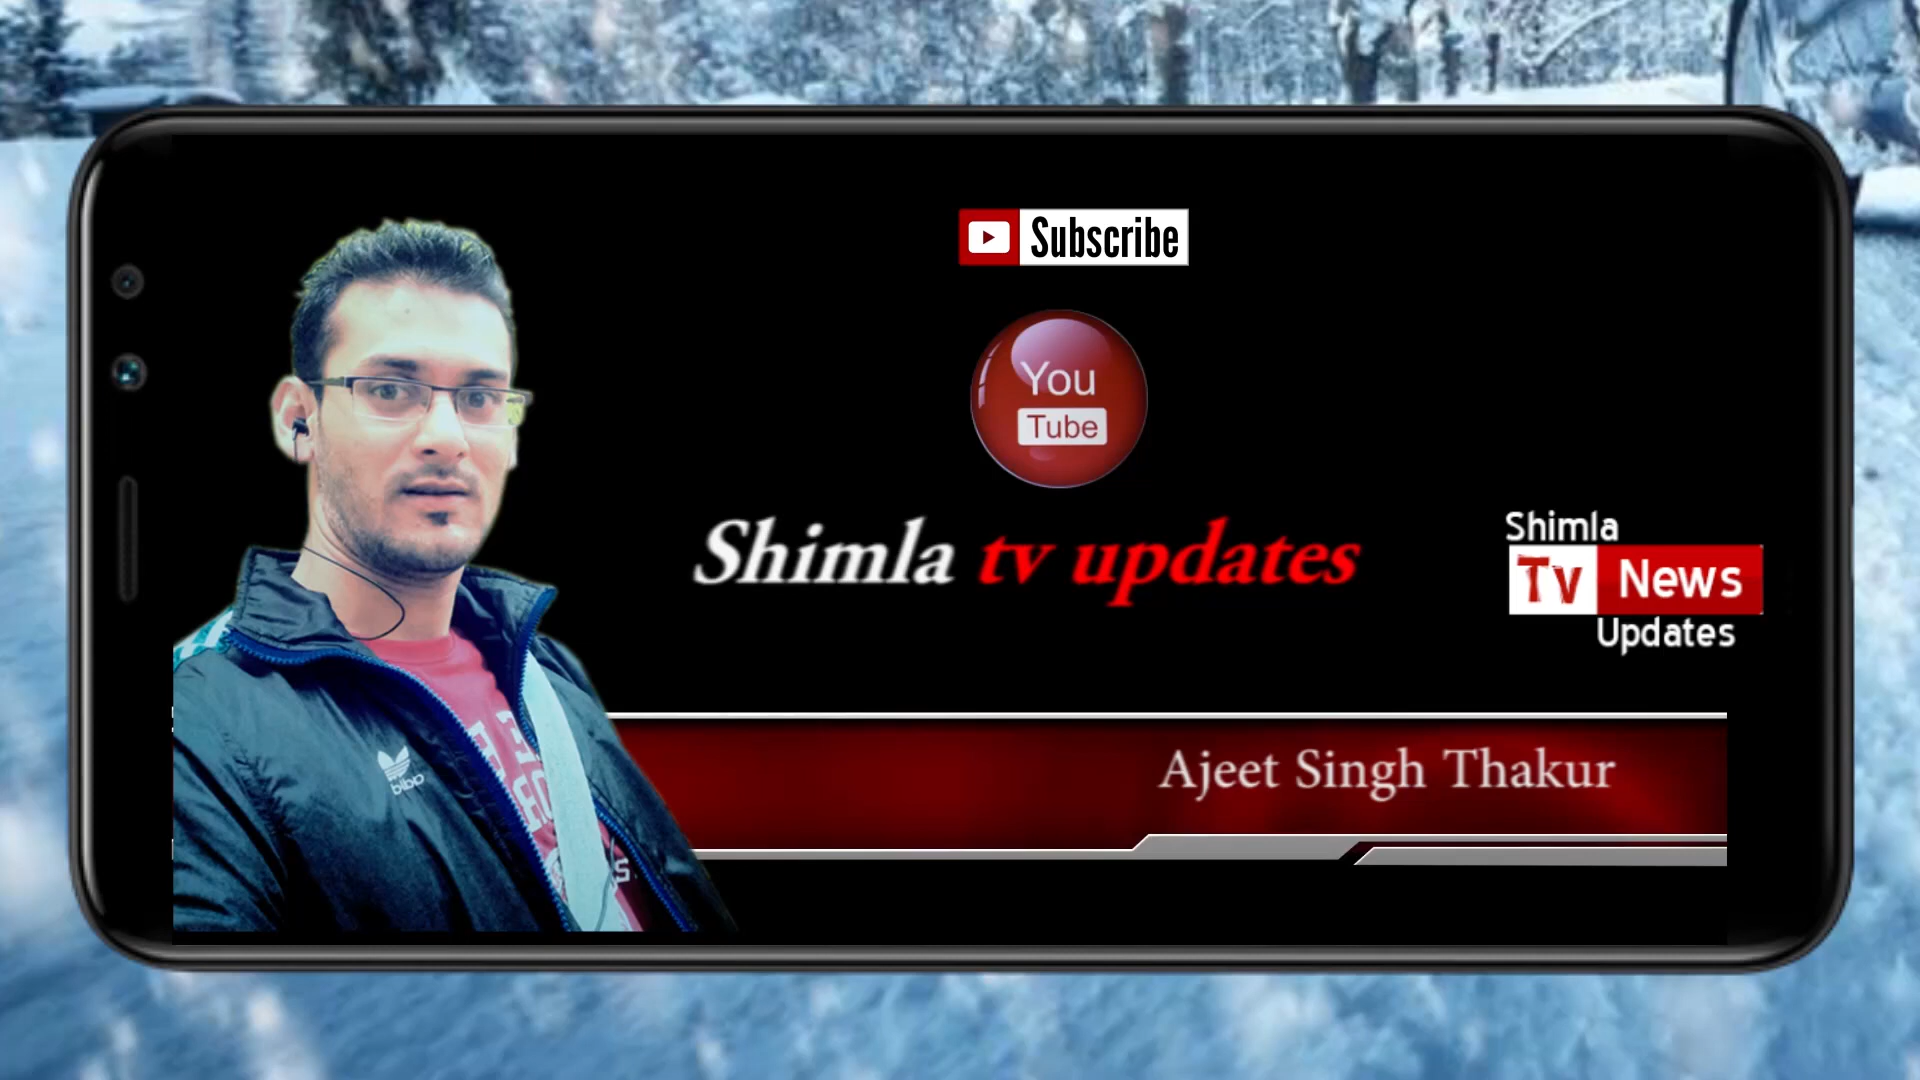 Subscribe
You
Tube
Shimla tv updates
Shimla
Tv News
Updates
Ajeet Singh Thakur